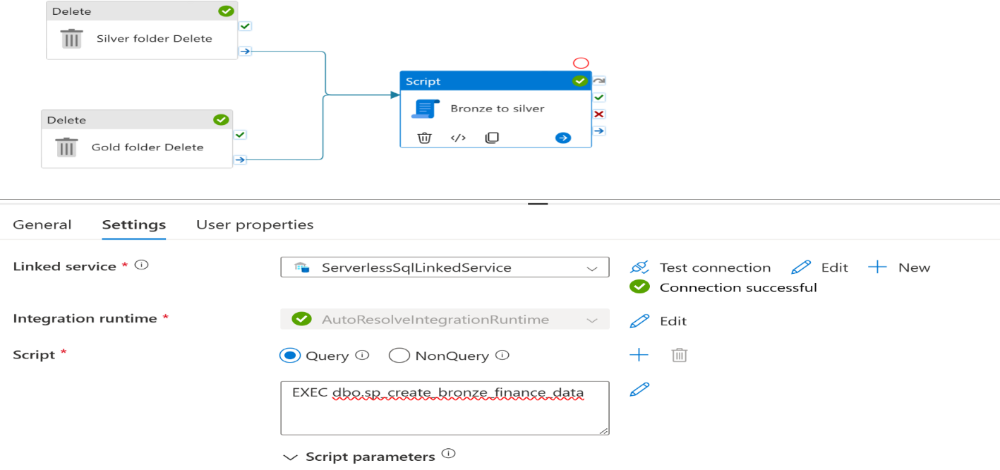 Delete
Silver folder Delete
Script
Bronze to silver
Delete
Gold folder Delete
General Settings User properties
Linked service * ServerlessSqlLinkedService Test connection Edit New
Connection successful
Integration runtime * AutoResolveIntegrationRuntime Edit
Script * Query NonQuery
EXEC dbo.sp_create_bronze_finance_data
Script parameters